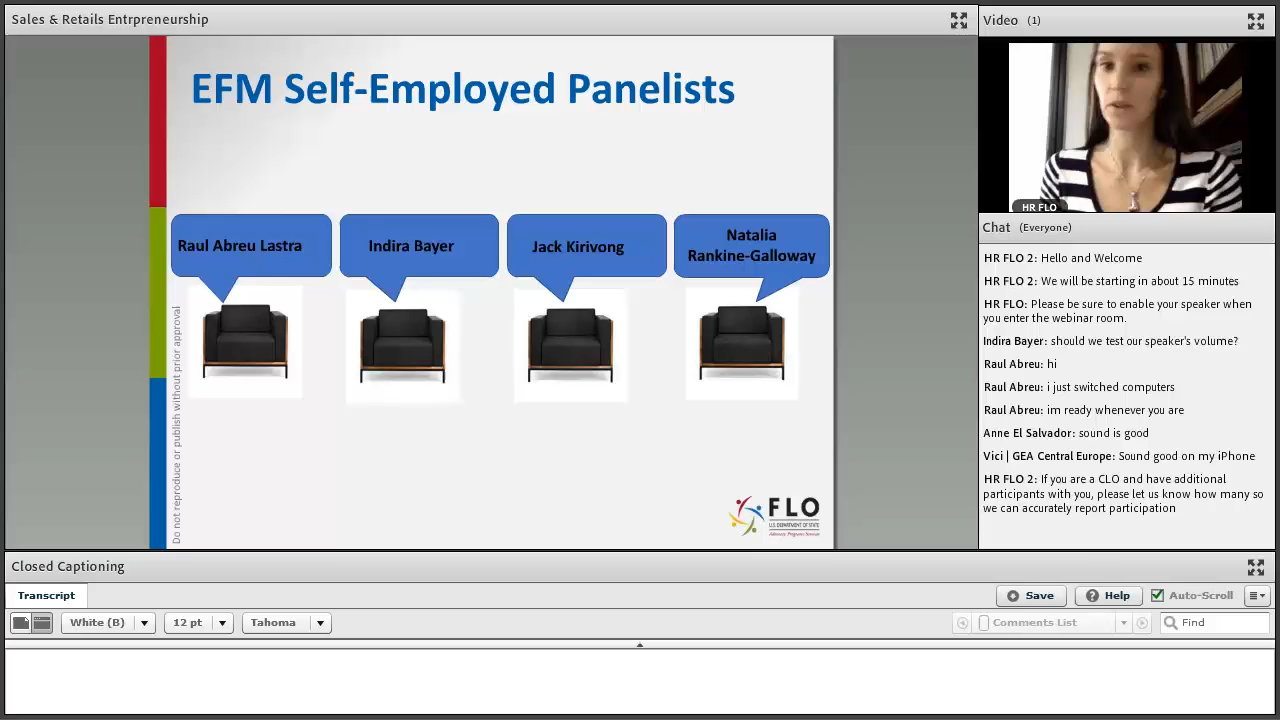 Sales & Retails Entrpreneurship
EFM Self-Employed Panelists
Raul Abreu Lastra
Indira Bayer
Jack Kirivong
Natalia
Rankine-Galloway
Do not reproduce or publish without prior approval
FLO
U.S. DEPARTMENT OF STATE
Advocacy Programs Services
Video (1)
HR FLO
Chat (Everyone)
HR FLO 2: Hello and Welcome
HR FLO 2: We will be starting in about 15 minutes
HR FLO: Please be sure to enable your speaker when
you enter the webinar room.
Indira Bayer: should we test our speaker's volume?
Raul Abreu: hi
Raul Abreu: i just switched computers
Raul Abreu: im ready whenever you are
Anne El Salvador: sound is good
Vici | GEA Central Europe: Sound good on my iPhone
HR FLO 2: If you are a CLO and have additional
participants with you, please let us know how many so
we can accurately report participation
Closed Captioning
Transcript
Save
Help
Auto-Scroll
White (B)
12 pt
Tahoma
Comments List
Find